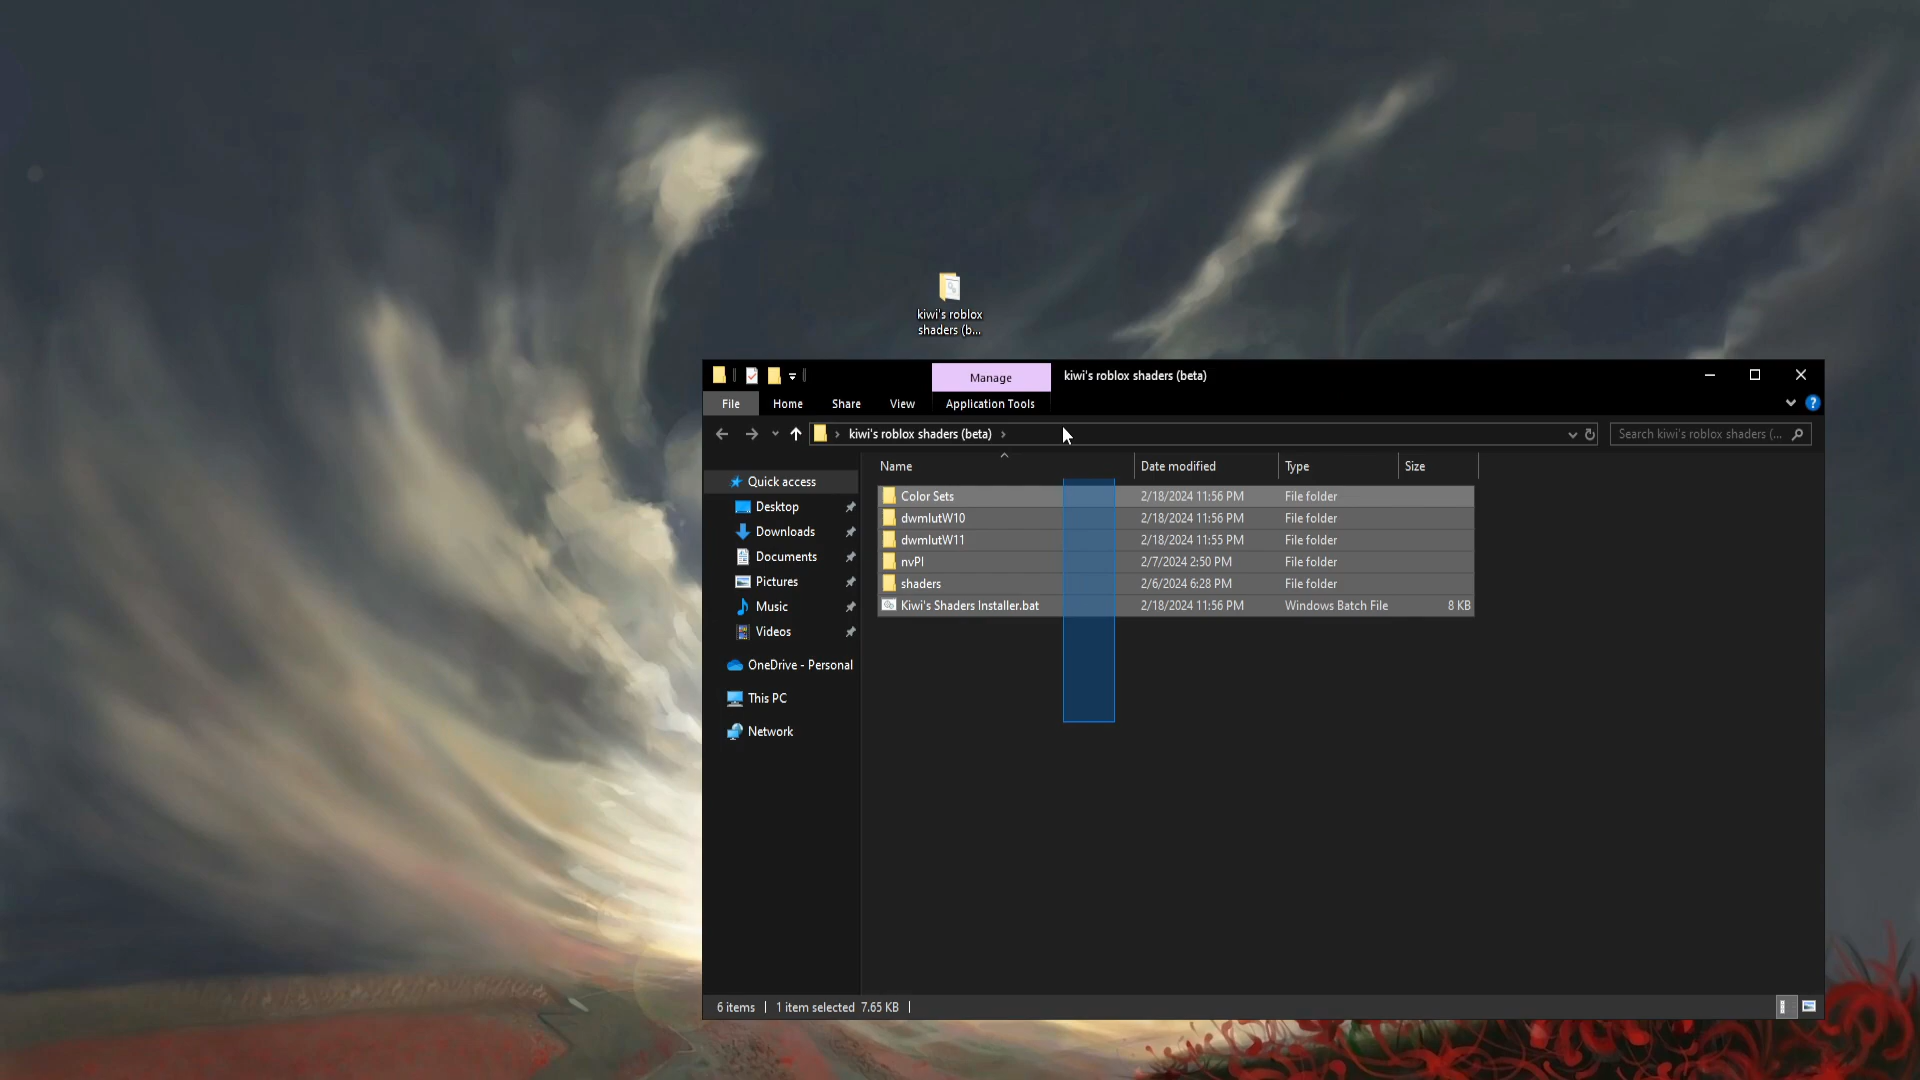 kiwi's roblox
shaders (b...
Manage
kiwi's roblox shaders (beta)
File
Home
Share
View
Application Tools
kiwi's roblox shaders (beta)
Search kiwi's roblox shaders (...
Name
Date modified
Type
Size
Quick access
Desktop
Downloads
Documents
Pictures
Music
Videos
OneDrive - Personal
This PC
Network
Color Sets 2/18/2024 11:56 PM File folder
dwmlutW10 2/18/2024 11:56 PM File folder
dwmlutW11 2/18/2024 11:55 PM File folder
nvPI 2/7/2024 2:50 PM File folder
shaders 2/6/2024 6:28 PM File folder
Kiwi's Shaders Installer.bat 2/18/2024 11:56 PM Windows Batch File 8 KB
6 items 1 item selected 7.65 KB